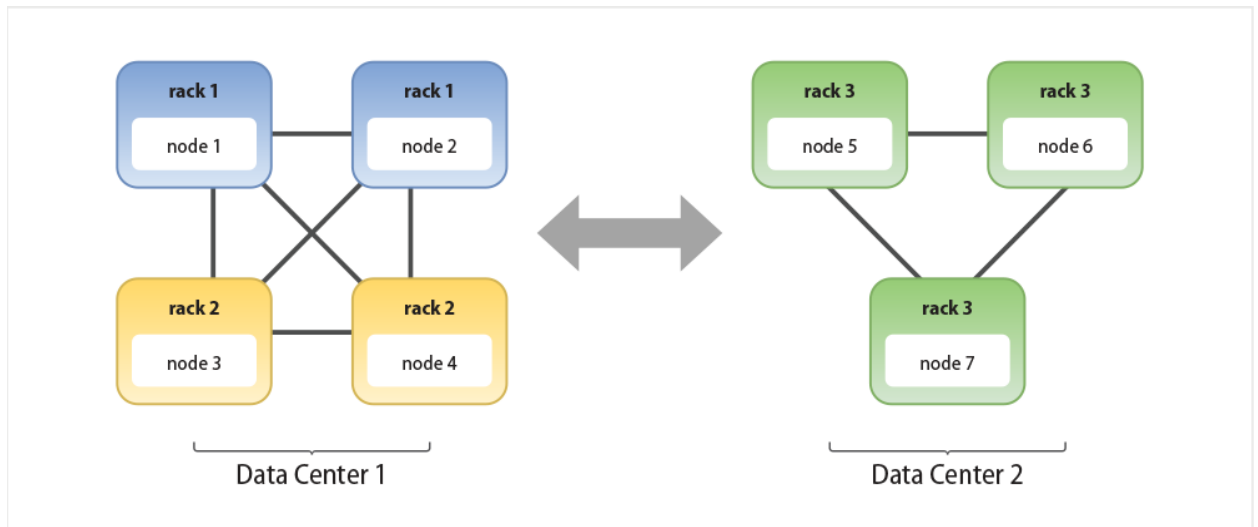 rack 1
node 1
rack 1
node 2
rack 2
node 3
rack 2
node 4
Data Center 1
rack 3
node 5
rack 3
node 6
rack 3
node 7
Data Center 2